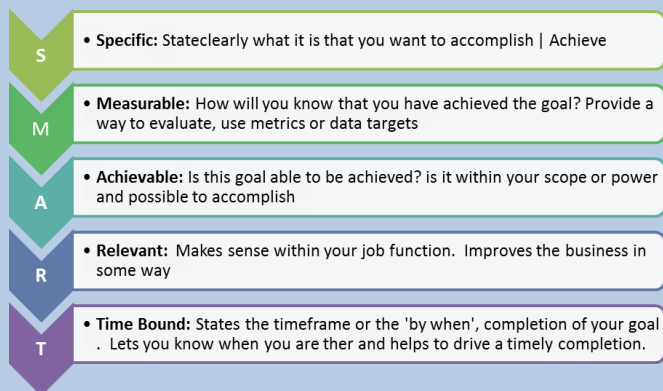 S
• Specific: Stateclearly what it is that you want to accomplish | Achieve
M
• Measurable: How will you know that you have achieved the goal? Provide a
way to evaluate, use metrics or data targets
A
• Achievable: Is this goal able to be achieved? is it within your scope or power
and possible to accomplish
R
• Relevant: Makes sense within your job function. Improves the business in
some way
T
• Time Bound: States the timeframe or the 'by when', completion of your goal
. Lets you know when you are ther and helps to drive a timely completion.